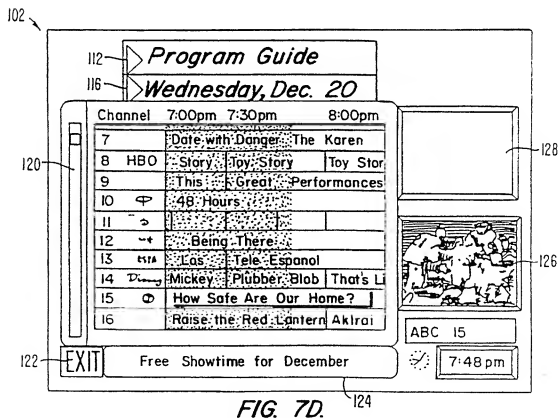 102
112
Program Guide
116
Wednesday, Dec. 20
Channel 7:00pm 7:30pm 8:00pm
120
7 Date with Danger The Karen
128
8 HBO Story Toy Story Toy Stor
9 This Great Performances
10 48 Hours
11
12 Being There
13 Las Tele Espanol
14 Mickey Plubber Blob That's Li
126
15 How Safe Are Our Home?
16 Raise the Red Lantern Akirai
ABC 15
122
EXIT
Free Showtime for December
7:48pm
124
FIG. 7D.